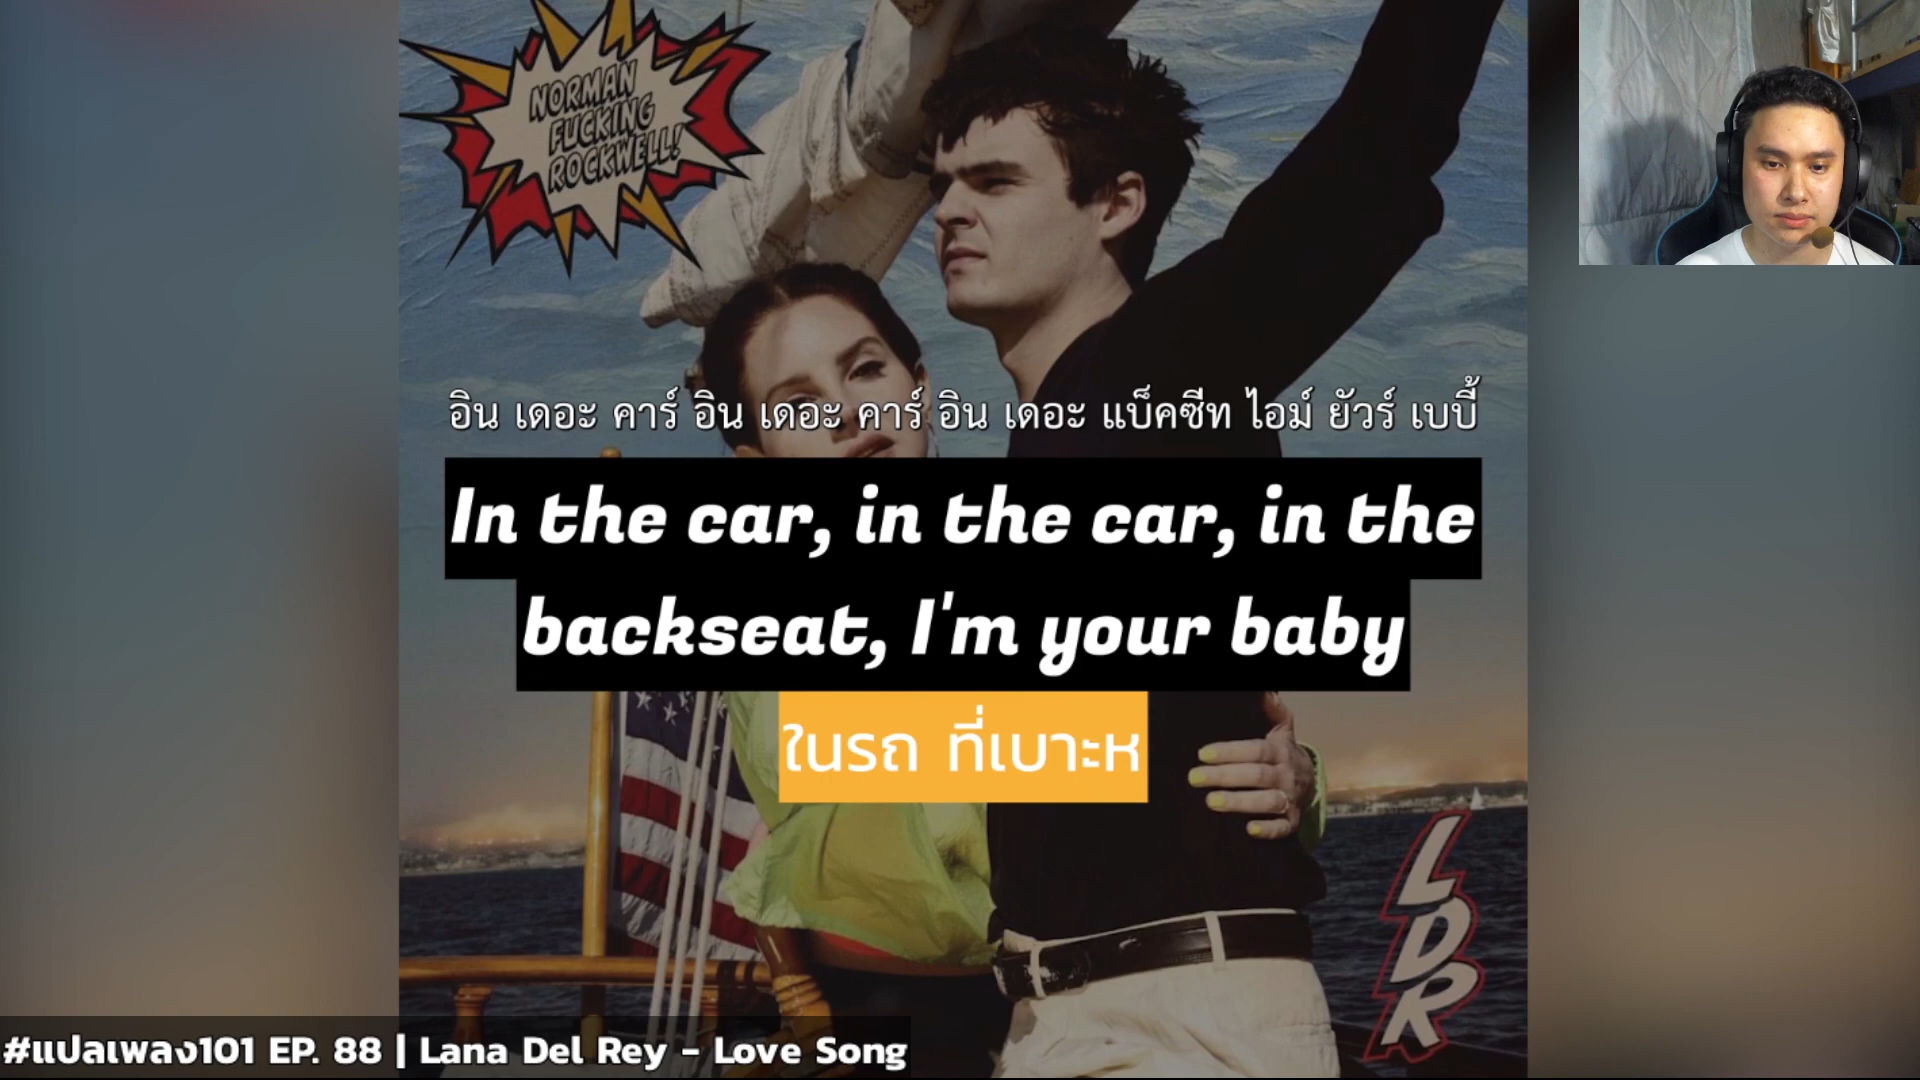 NORMAN
FUCKING
ROCKWELL!
อิน เดอะ คาร์ อิน เดอะ คาร์ อิน เดอะ แบ็คซีท ไอม์ ยัวร์ เบบี้
In the car, in the car, in the
backseat, I'm your baby
ในรถ ที่เบาะห
LDR
#แปลเพลง101 EP. 88 | Lana Del Rey - Love Song